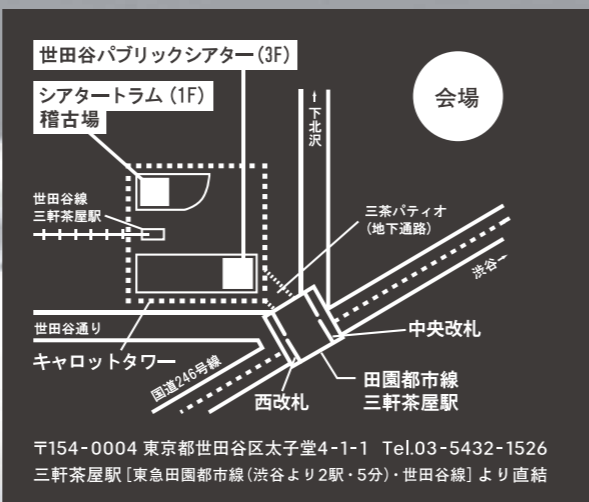 世田谷パブリックシアター(3F)
シアタートラム(1F)
稽古場
会場
↑下北沢
世田谷線
三軒茶屋駅
三茶パティオ
(地下通路)
渋谷→
世田谷通り
キャロットタワー
国道246号線
中央改札
西改札
田園都市線
三軒茶屋駅
〒154-0004 東京都世田谷区太子堂4-1-1 Tel.03-5432-1526
三軒茶屋駅[東急田園都市線(渋谷より2駅・5分)・世田谷線]より直結